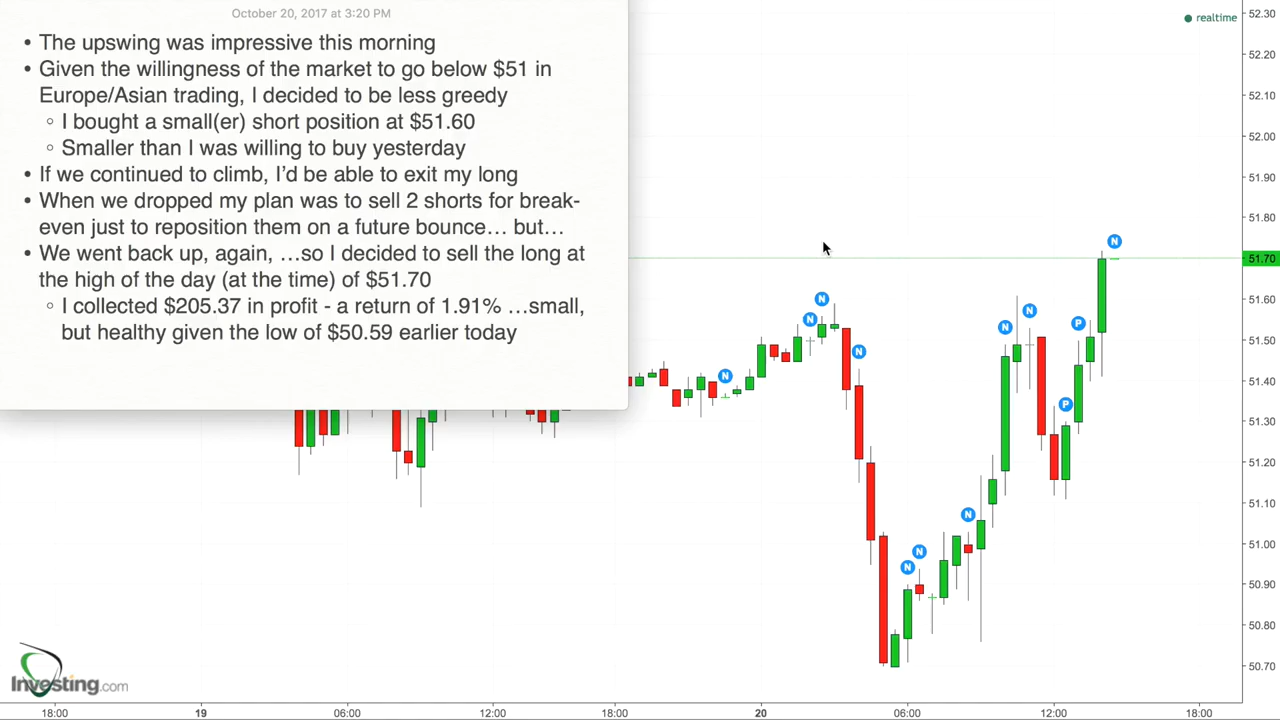 October 20, 2017 at 3:20 PM
• The upswing was impressive this morning
• Given the willingness of the market to go below $51 in
Europe/Asian trading, I decided to be less greedy
◦ I bought a small(er) short position at $51.60
◦ Smaller than I was willing to buy yesterday
• If we continued to climb, I’d be able to exit my long
• When we dropped my plan was to sell 2 shorts for break-
even just to reposition them on a future bounce… but…
• We went back up, again, …so I decided to sell the long at
the high of the day (at the time) of $51.70
◦ I collected $205.37 in profit - a return of 1.91% …small,
but healthy given the low of $50.59 earlier today
realtime
52.30
52.20
52.10
52.00
51.90
51.80
51.70
51.60
51.50
51.40
51.30
51.20
51.10
51.00
50.90
50.80
50.70
N
N
N
N
N
N
N
N
N
P
P
N
Investing.com
18:00
19
06:00
12:00
18:00
20
06:00
12:00
18:00